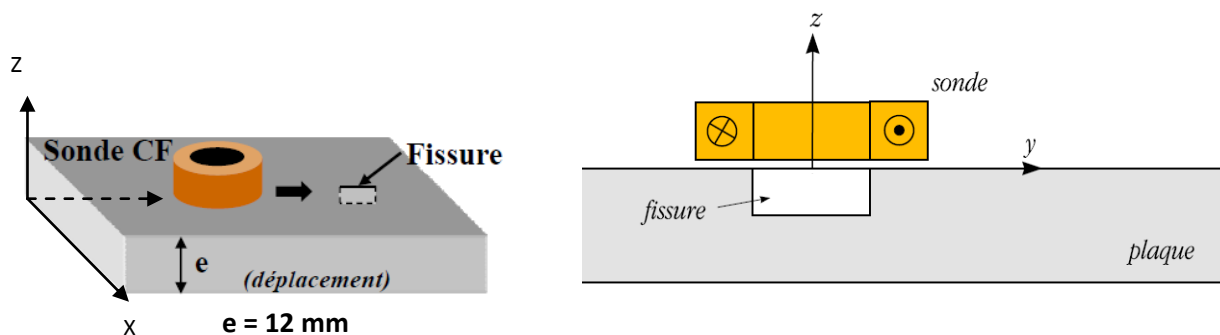 Z
Sonde CF
Fissure
e
(déplacement)
X
e = 12 mm
z
sonde
y
fissure
plaque